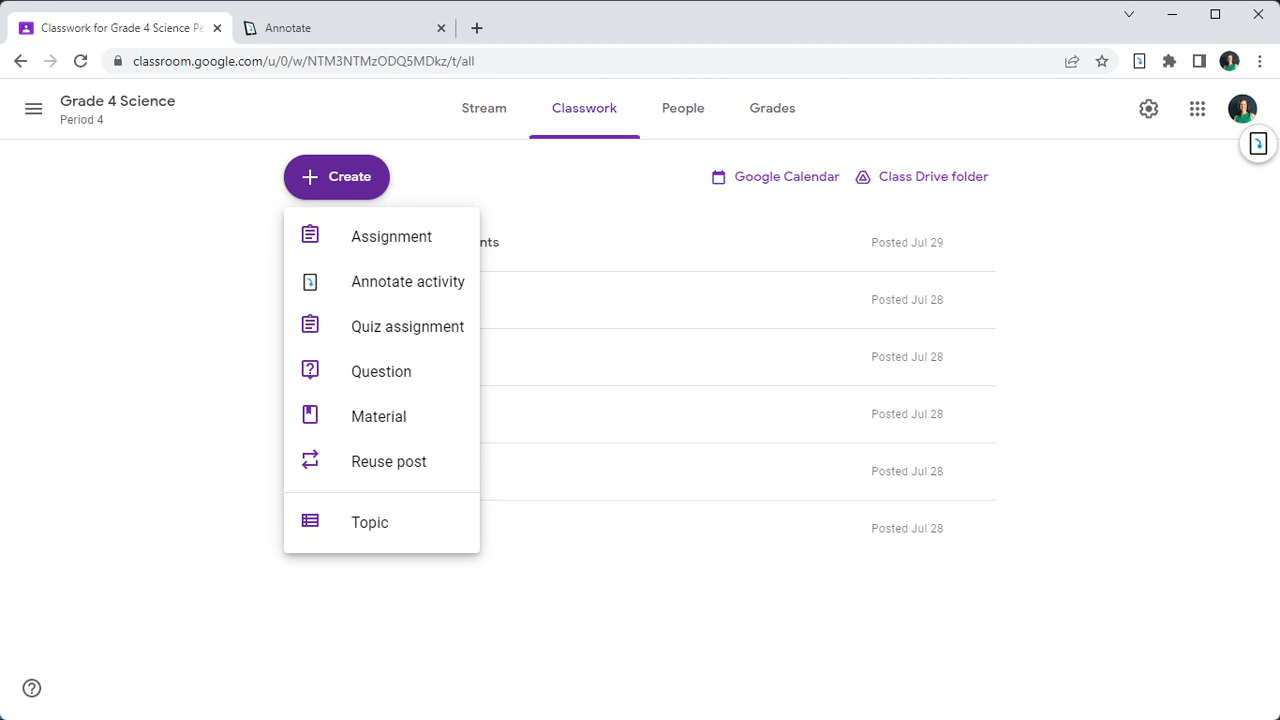 Classwork for Grade 4 Science Pe
Annotate
classroom.google.com/u/0/w/NTM3NTMzODQ5MDkz/t/all
Grade 4 Science
Period 4
Stream
Classwork
People
Grades
Create
Google Calendar
Class Drive folder
Assignment
nts
Posted Jul 29
Annotate activity
Posted Jul 28
Quiz assignment
Posted Jul 28
Question
Material
Posted Jul 28
Reuse post
Posted Jul 28
Topic
Posted Jul 28